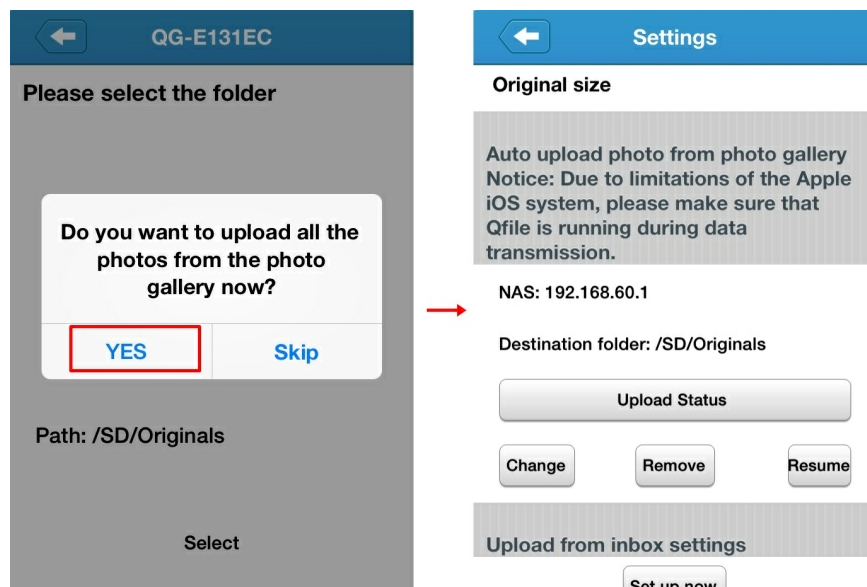 QG-E131EC
Please select the folder
Do you want to upload all the
photos from the photo
gallery now?
YES
Skip
Path: /SD/Originals
Select
Settings
Original size
Auto upload photo from photo gallery
Notice: Due to limitations of the Apple
iOS system, please make sure that
Qfile is running during data
transmission.
NAS: 192.168.60.1
Destination folder: /SD/Originals
Upload Status
Change
Remove
Resume
Upload from inbox settings
Set up now